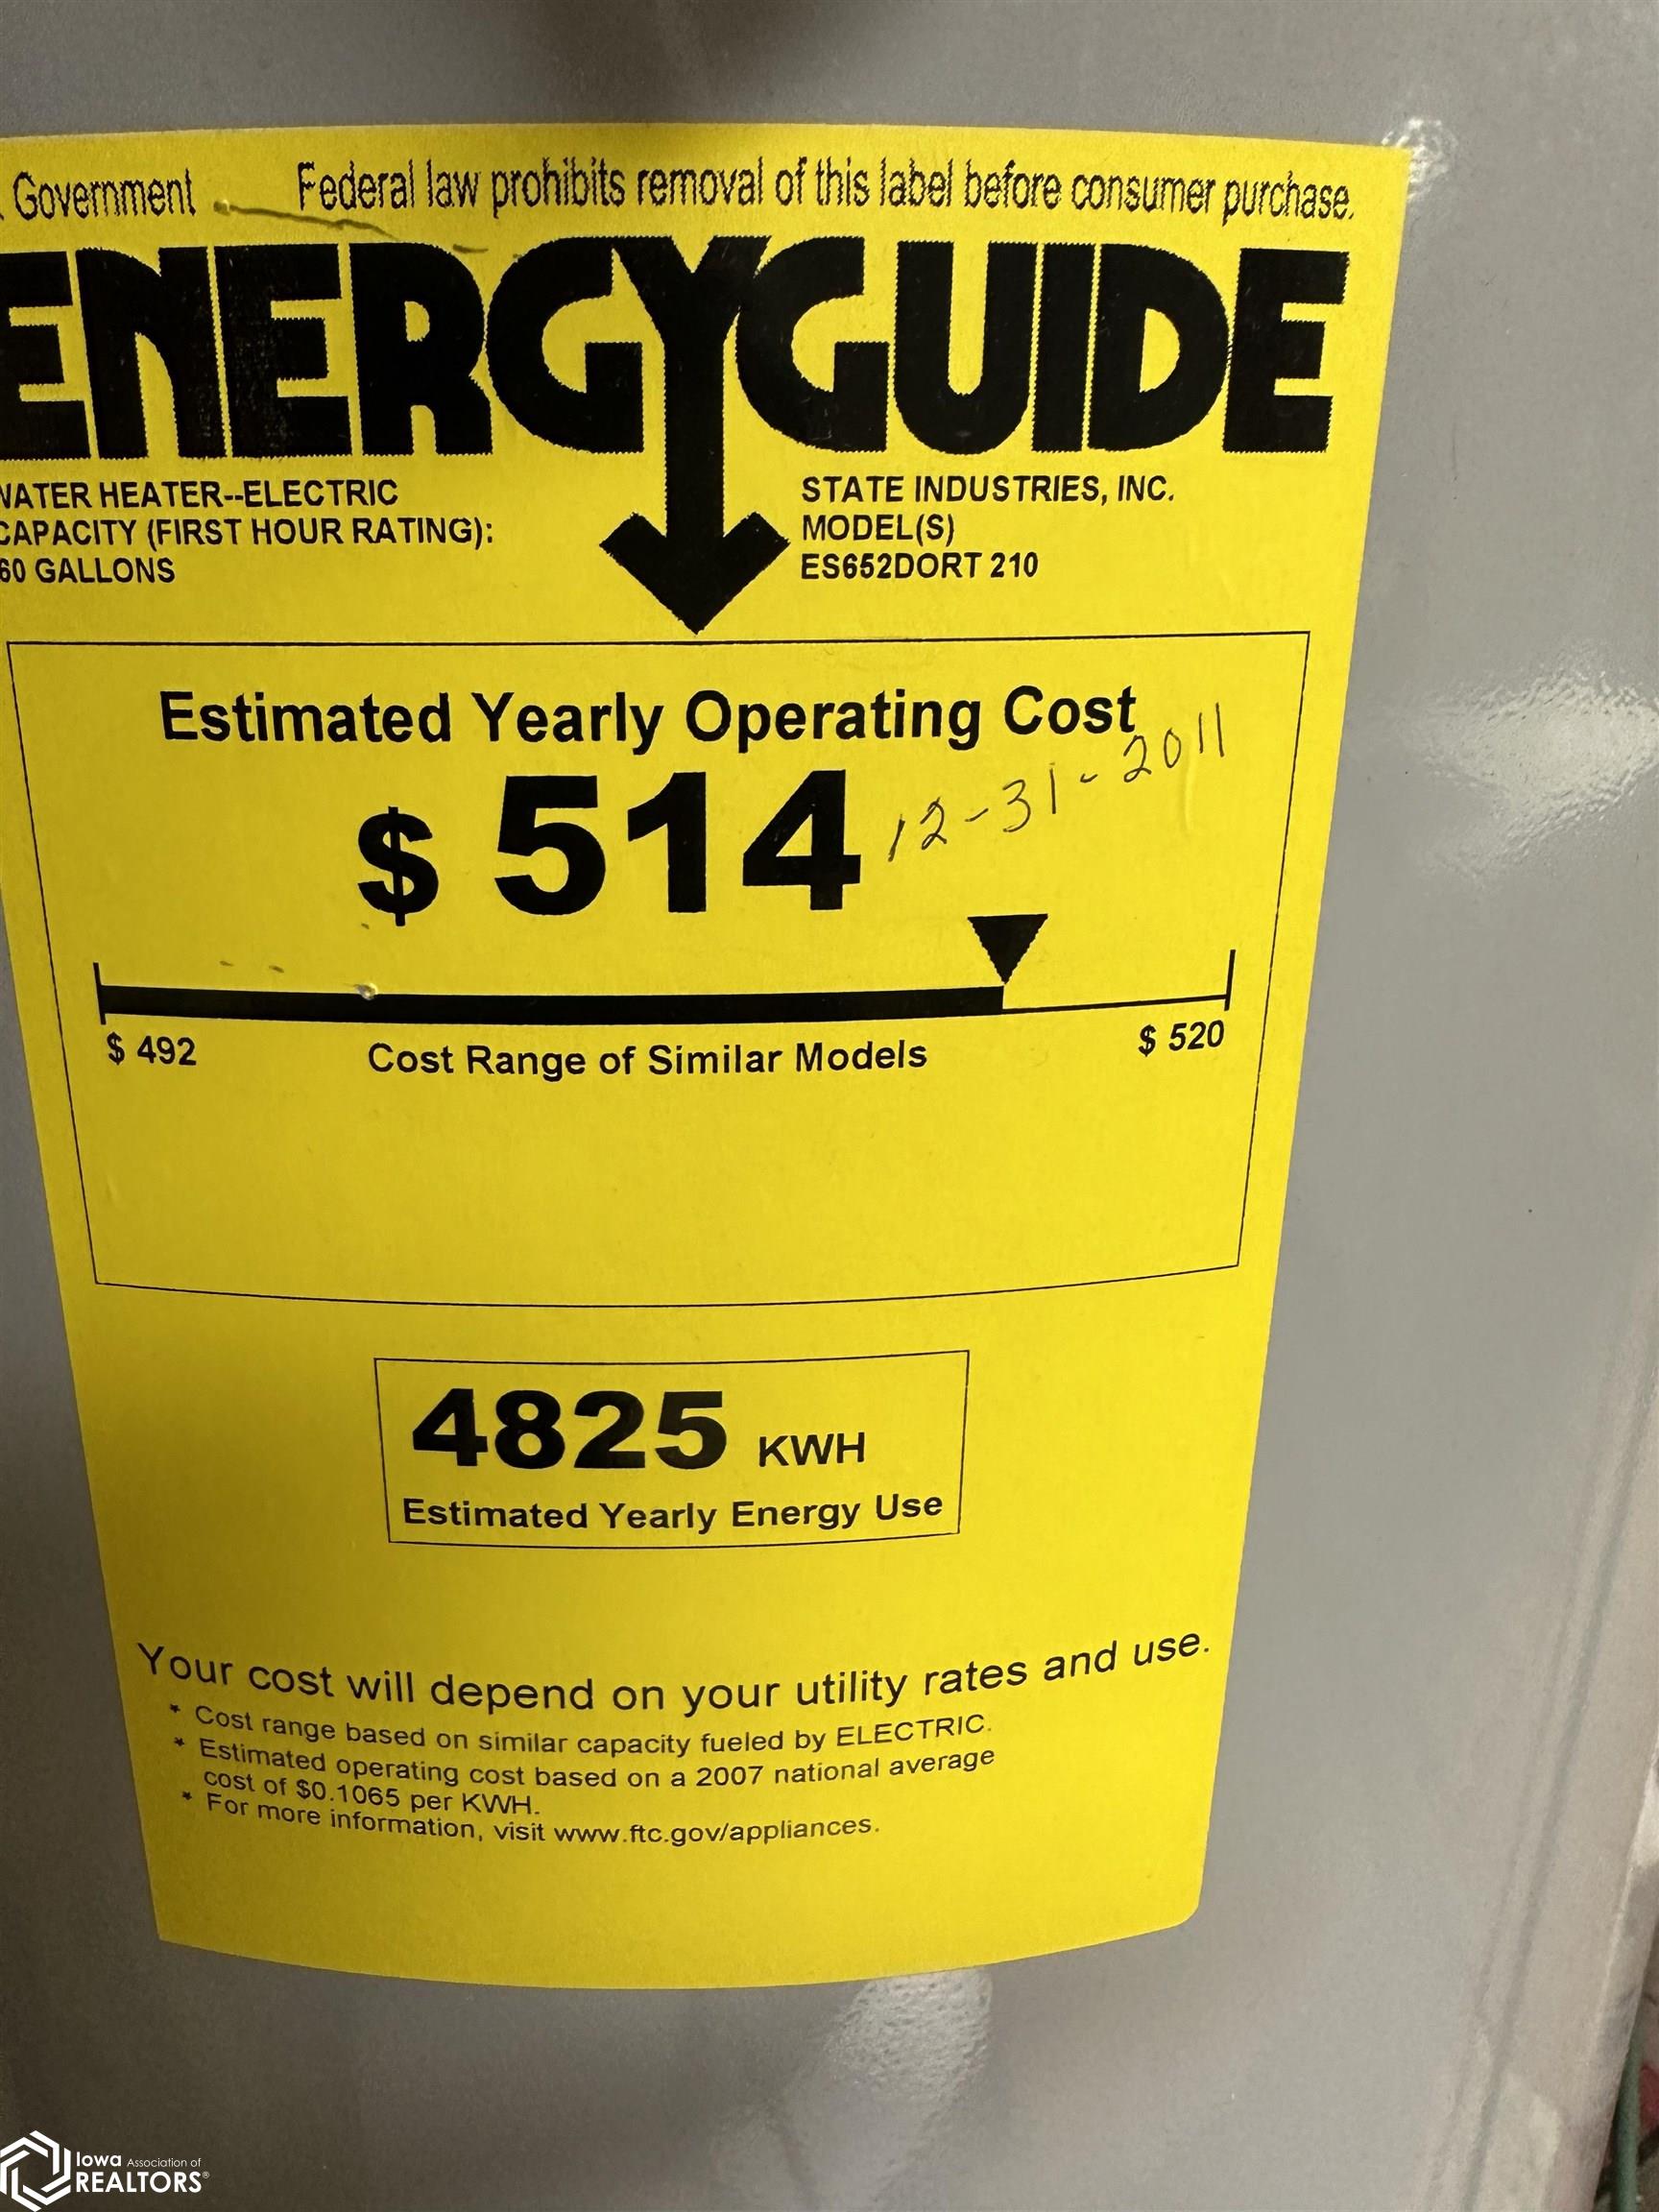 . Government Federal law prohibits removal of this label before consumer purchase.
ENERGYGUIDE
WATER HEATER--ELECTRIC
CAPACITY (FIRST HOUR RATING):
60 GALLONS
STATE INDUSTRIES, INC.
MODEL(S)
ES652DORT 210
Estimated Yearly Operating Cost
$ 514
12-31-2011
$ 492
Cost Range of Similar Models
$ 520
4825 KWH
Estimated Yearly Energy Use
Your cost will depend on your utility rates and use.
* Cost range based on similar capacity fueled by ELECTRIC.
* Estimated operating cost based on a 2007 national average
cost of $0.1065 per KWH.
* For more information, visit www.ftc.gov/appliances.
Iowa Association of
REALTORS®